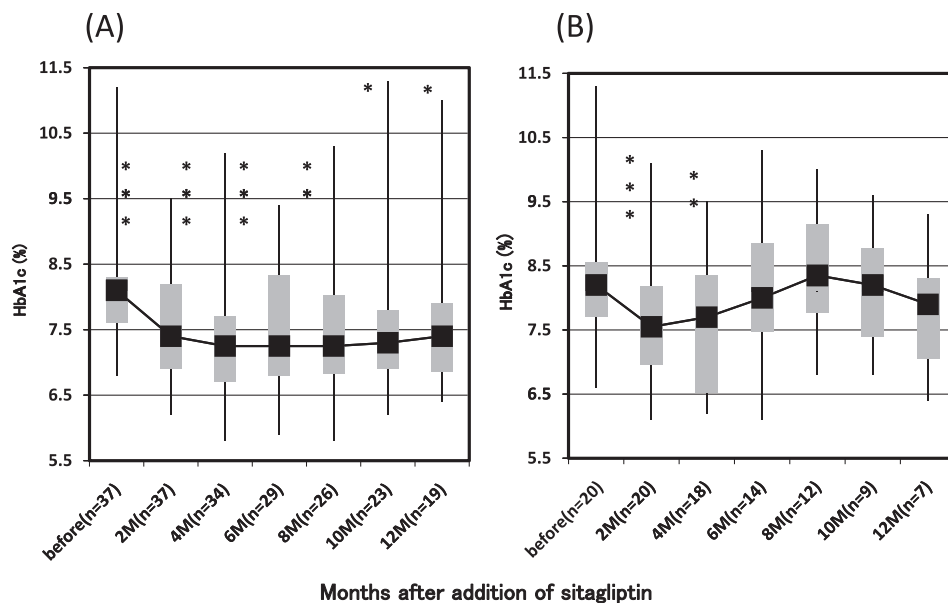 (A)
(B)
11.5
10.5
9.5
8.5
7.5
6.5
5.5
HbA1c (%)
* * *
* * *
* * *
* *
*
*
before(n=37)
2M(n=37)
4M(n=34)
6M(n=29)
8M(n=26)
10M(n=23)
12M(n=19)
11.5
10.5
9.5
8.5
7.5
6.5
5.5
HbA1c (%)
* * *
* *
before(n=20)
2M(n=20)
4M(n=18)
6M(n=14)
8M(n=12)
10M(n=9)
12M(n=7)
Months after addition of sitagliptin